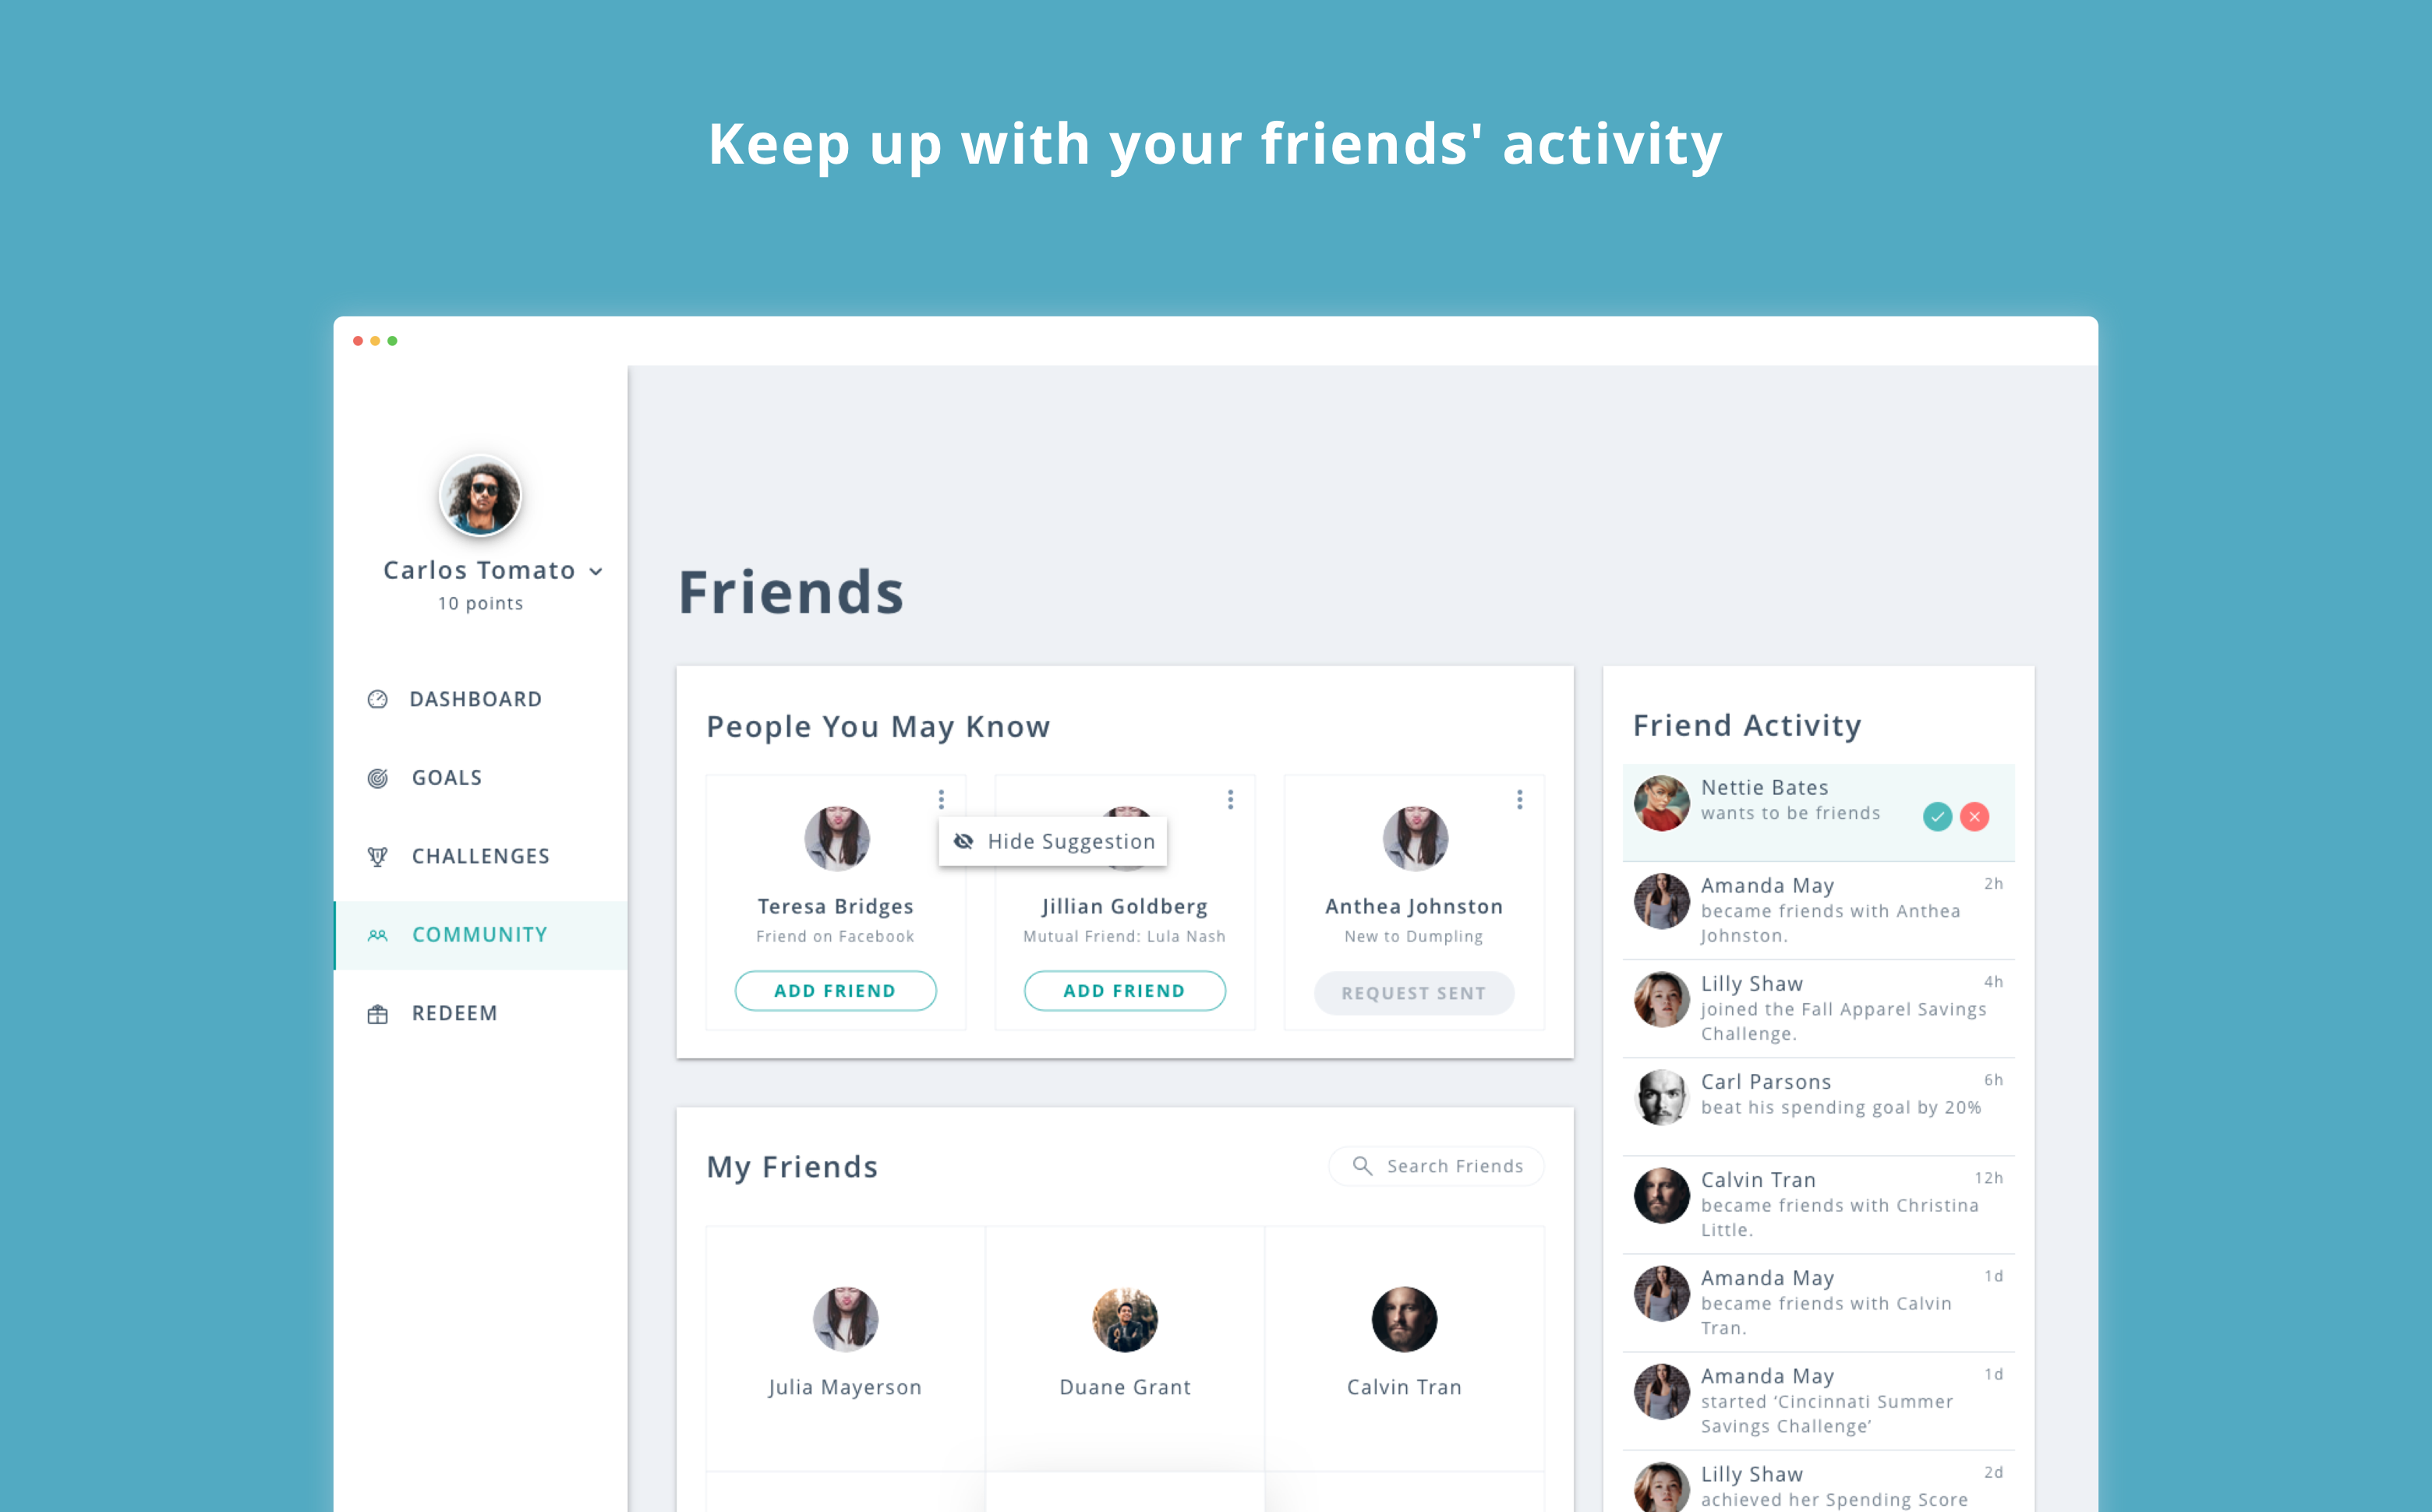 Keep up with your friends' activity
Carlos Tomato
10 points
DASHBOARD
GOALS
CHALLENGES
COMMUNITY
REDEEM
Friends
People You May Know
Hide Suggestion
Teresa Bridges
Friend on Facebook
ADD FRIEND
Jillian Goldberg
Mutual Friend: Lula Nash
ADD FRIEND
Anthea Johnston
New to Dumpling
REQUEST SENT
My Friends
Search Friends
Julia Mayerson
Duane Grant
Calvin Tran
Friend Activity
Nettie Bates
wants to be friends
Amanda May 2h
became friends with Anthea
Johnston.
Lilly Shaw 4h
joined the Fall Apparel Savings
Challenge.
Carl Parsons 6h
beat his spending goal by 20%
Calvin Tran 12h
became friends with Christina
Little.
Amanda May 1d
became friends with Calvin
Tran.
Amanda May 1d
started ‘Cincinnati Summer
Savings Challenge’
Lilly Shaw 2d
achieved her Spending Score